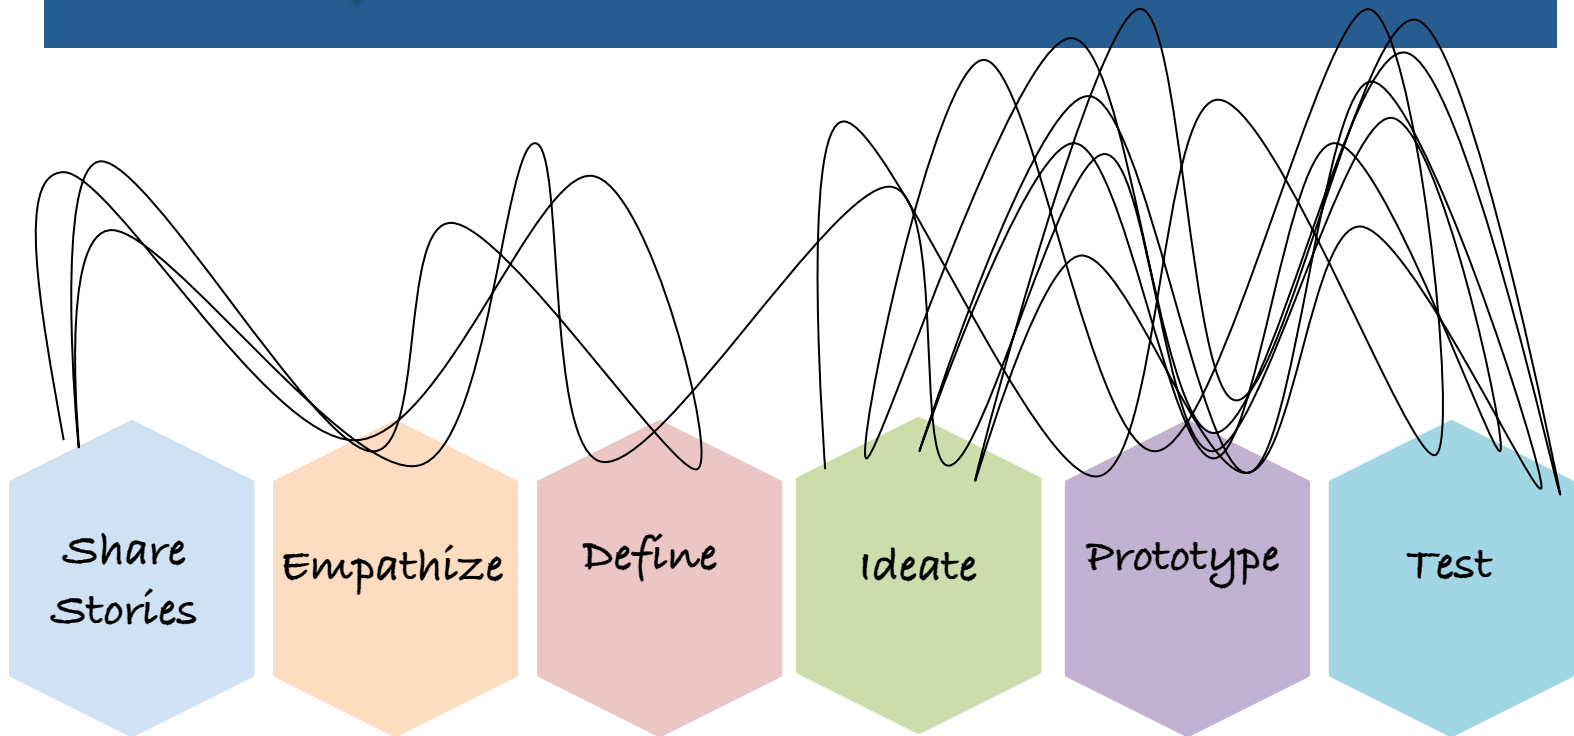 Share
Stories
Empathize
Define
Ideate
Prototype
Test